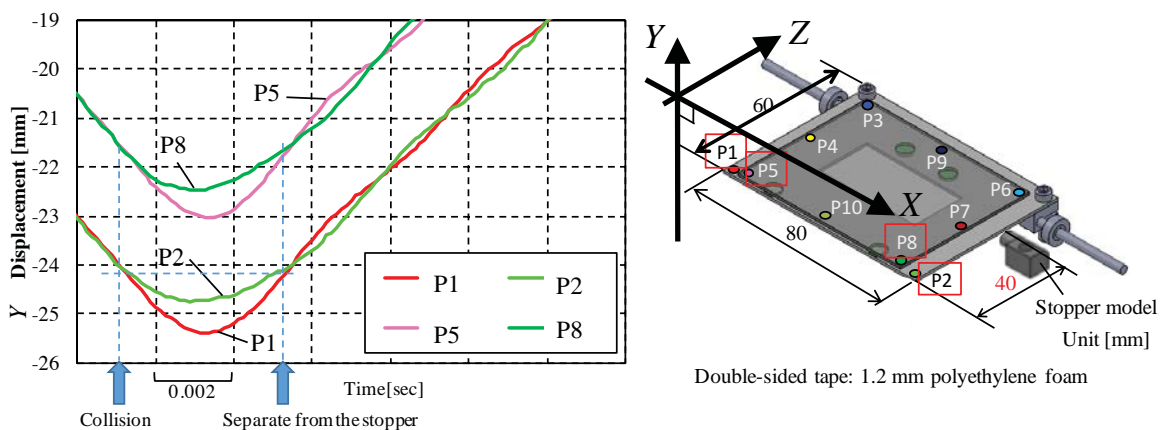 -19
-20
-21
-22
-23
-24
-25
-26
Y Displacement [mm]
P5
P8
P2
P1
P1
P2
P5
P8
0.002
Time[sec]
Collision
Separate from the stopper
Y
Z
X
60
80
40
P1
P5
P4
P3
P9
P6
P7
P10
P8
P2
Stopper model
Unit [mm]
Double-sided tape: 1.2 mm polyethylene foam